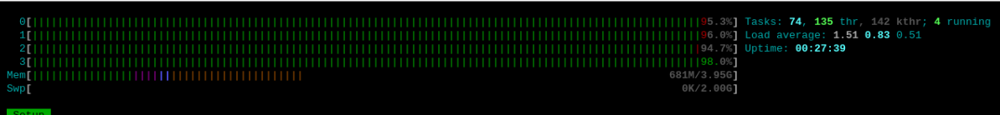 0[||||||||||||||||||||||||||||||||||||||||||||||||||||||||||||||||||||||||||||||||||||||||||||||||||||||||||95.3%] Tasks: 74, 135 thr, 142 kthr; 4 running
1[||||||||||||||||||||||||||||||||||||||||||||||||||||||||||||||||||||||||||||||||||||||||||||||||||||||||||96.0%] Load average: 1.51 0.83 0.51
2[||||||||||||||||||||||||||||||||||||||||||||||||||||||||||||||||||||||||||||||||||||||||||||||||||||||||||94.7%] Uptime: 00:27:39
3[||||||||||||||||||||||||||||||||||||||||||||||||||||||||||||||||||||||||||||||||||||||||||||||||||||||||||98.0%]
Mem[|||||||||||||||||||||||||||||||||||||||||||681M/3.95G]
Swp[0K/2.00G]
Setup